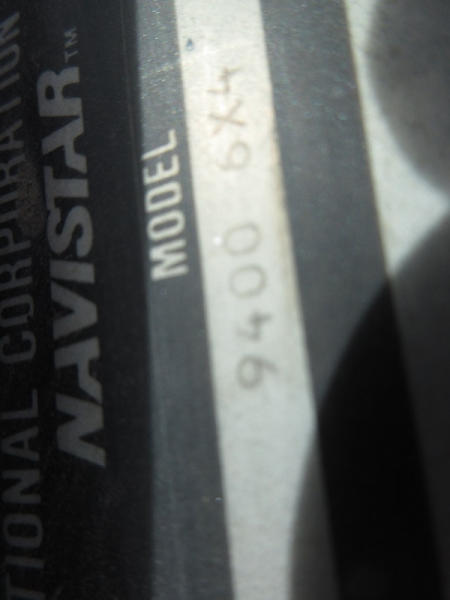 TIONAL CORPORATION
NAVISTAR™
MODEL
9400 6X4